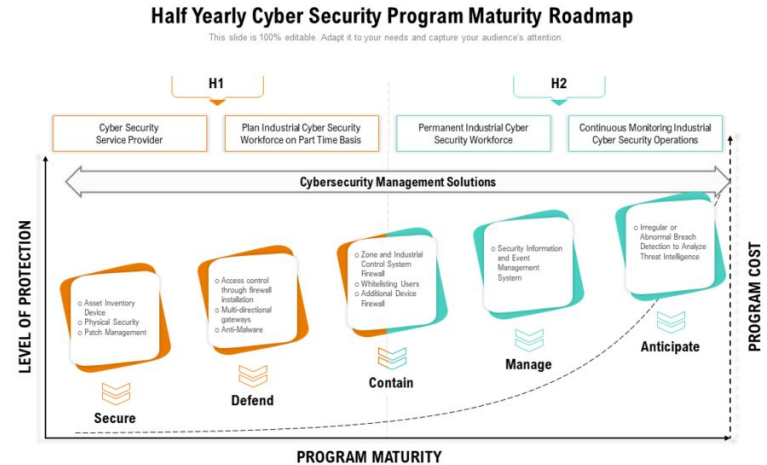 Half Yearly Cyber Security Program Maturity Roadmap
This slide is 100% editable. Adapt it to your needs and capture your audience's attention.
H1
H2
Cyber Security
Service Provider
Plan Industrial Cyber Security
Workforce on Part Time Basis
Permanent Industrial Cyber
Security Workforce
Continuous Monitoring Industrial
Cyber Security Operations
Cybersecurity Management Solutions
LEVEL OF PROTECTION
o Asset Inventory
Device
o Physical Security
o Patch Management
Secure
o Access control
through firewall
installation
o Multi-directional
gateways
o Anti-Malware
Defend
o Zone and Industrial
Control System
Firewall
o Whitelisting Users
o Additional Device
Firewall
Contain
o Security Information
and Event
Management
System
Manage
o Irregular or
Abnormal Breach
Detection to Analyze
Threat Intelligence
Anticipate
PROGRAM COST
PROGRAM MATURITY